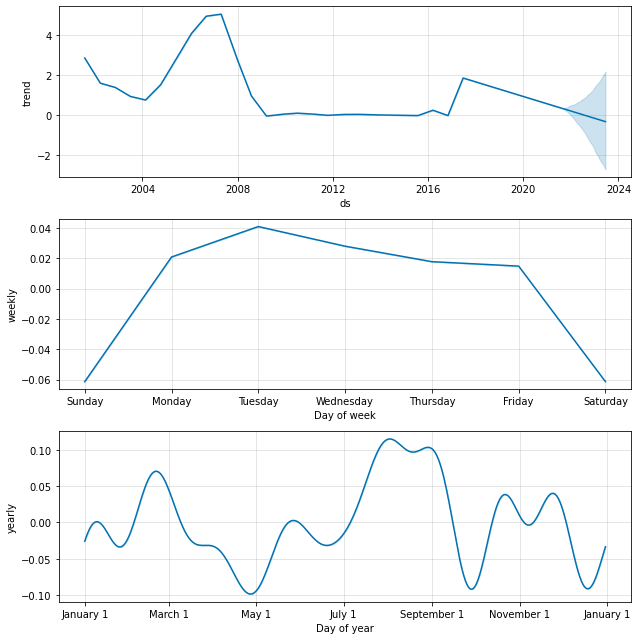 4
2
0
−2
trend
2004
2008
2012
2016
2020
2024
ds
0.04
0.02
0.00
−0.02
−0.04
−0.06
weekly
Sunday
Monday
Tuesday
Wednesday
Thursday
Friday
Saturday
Day of week
0.10
0.05
0.00
−0.05
−0.10
yearly
January 1
March 1
May 1
July 1
September 1
November 1
January 1
Day of year